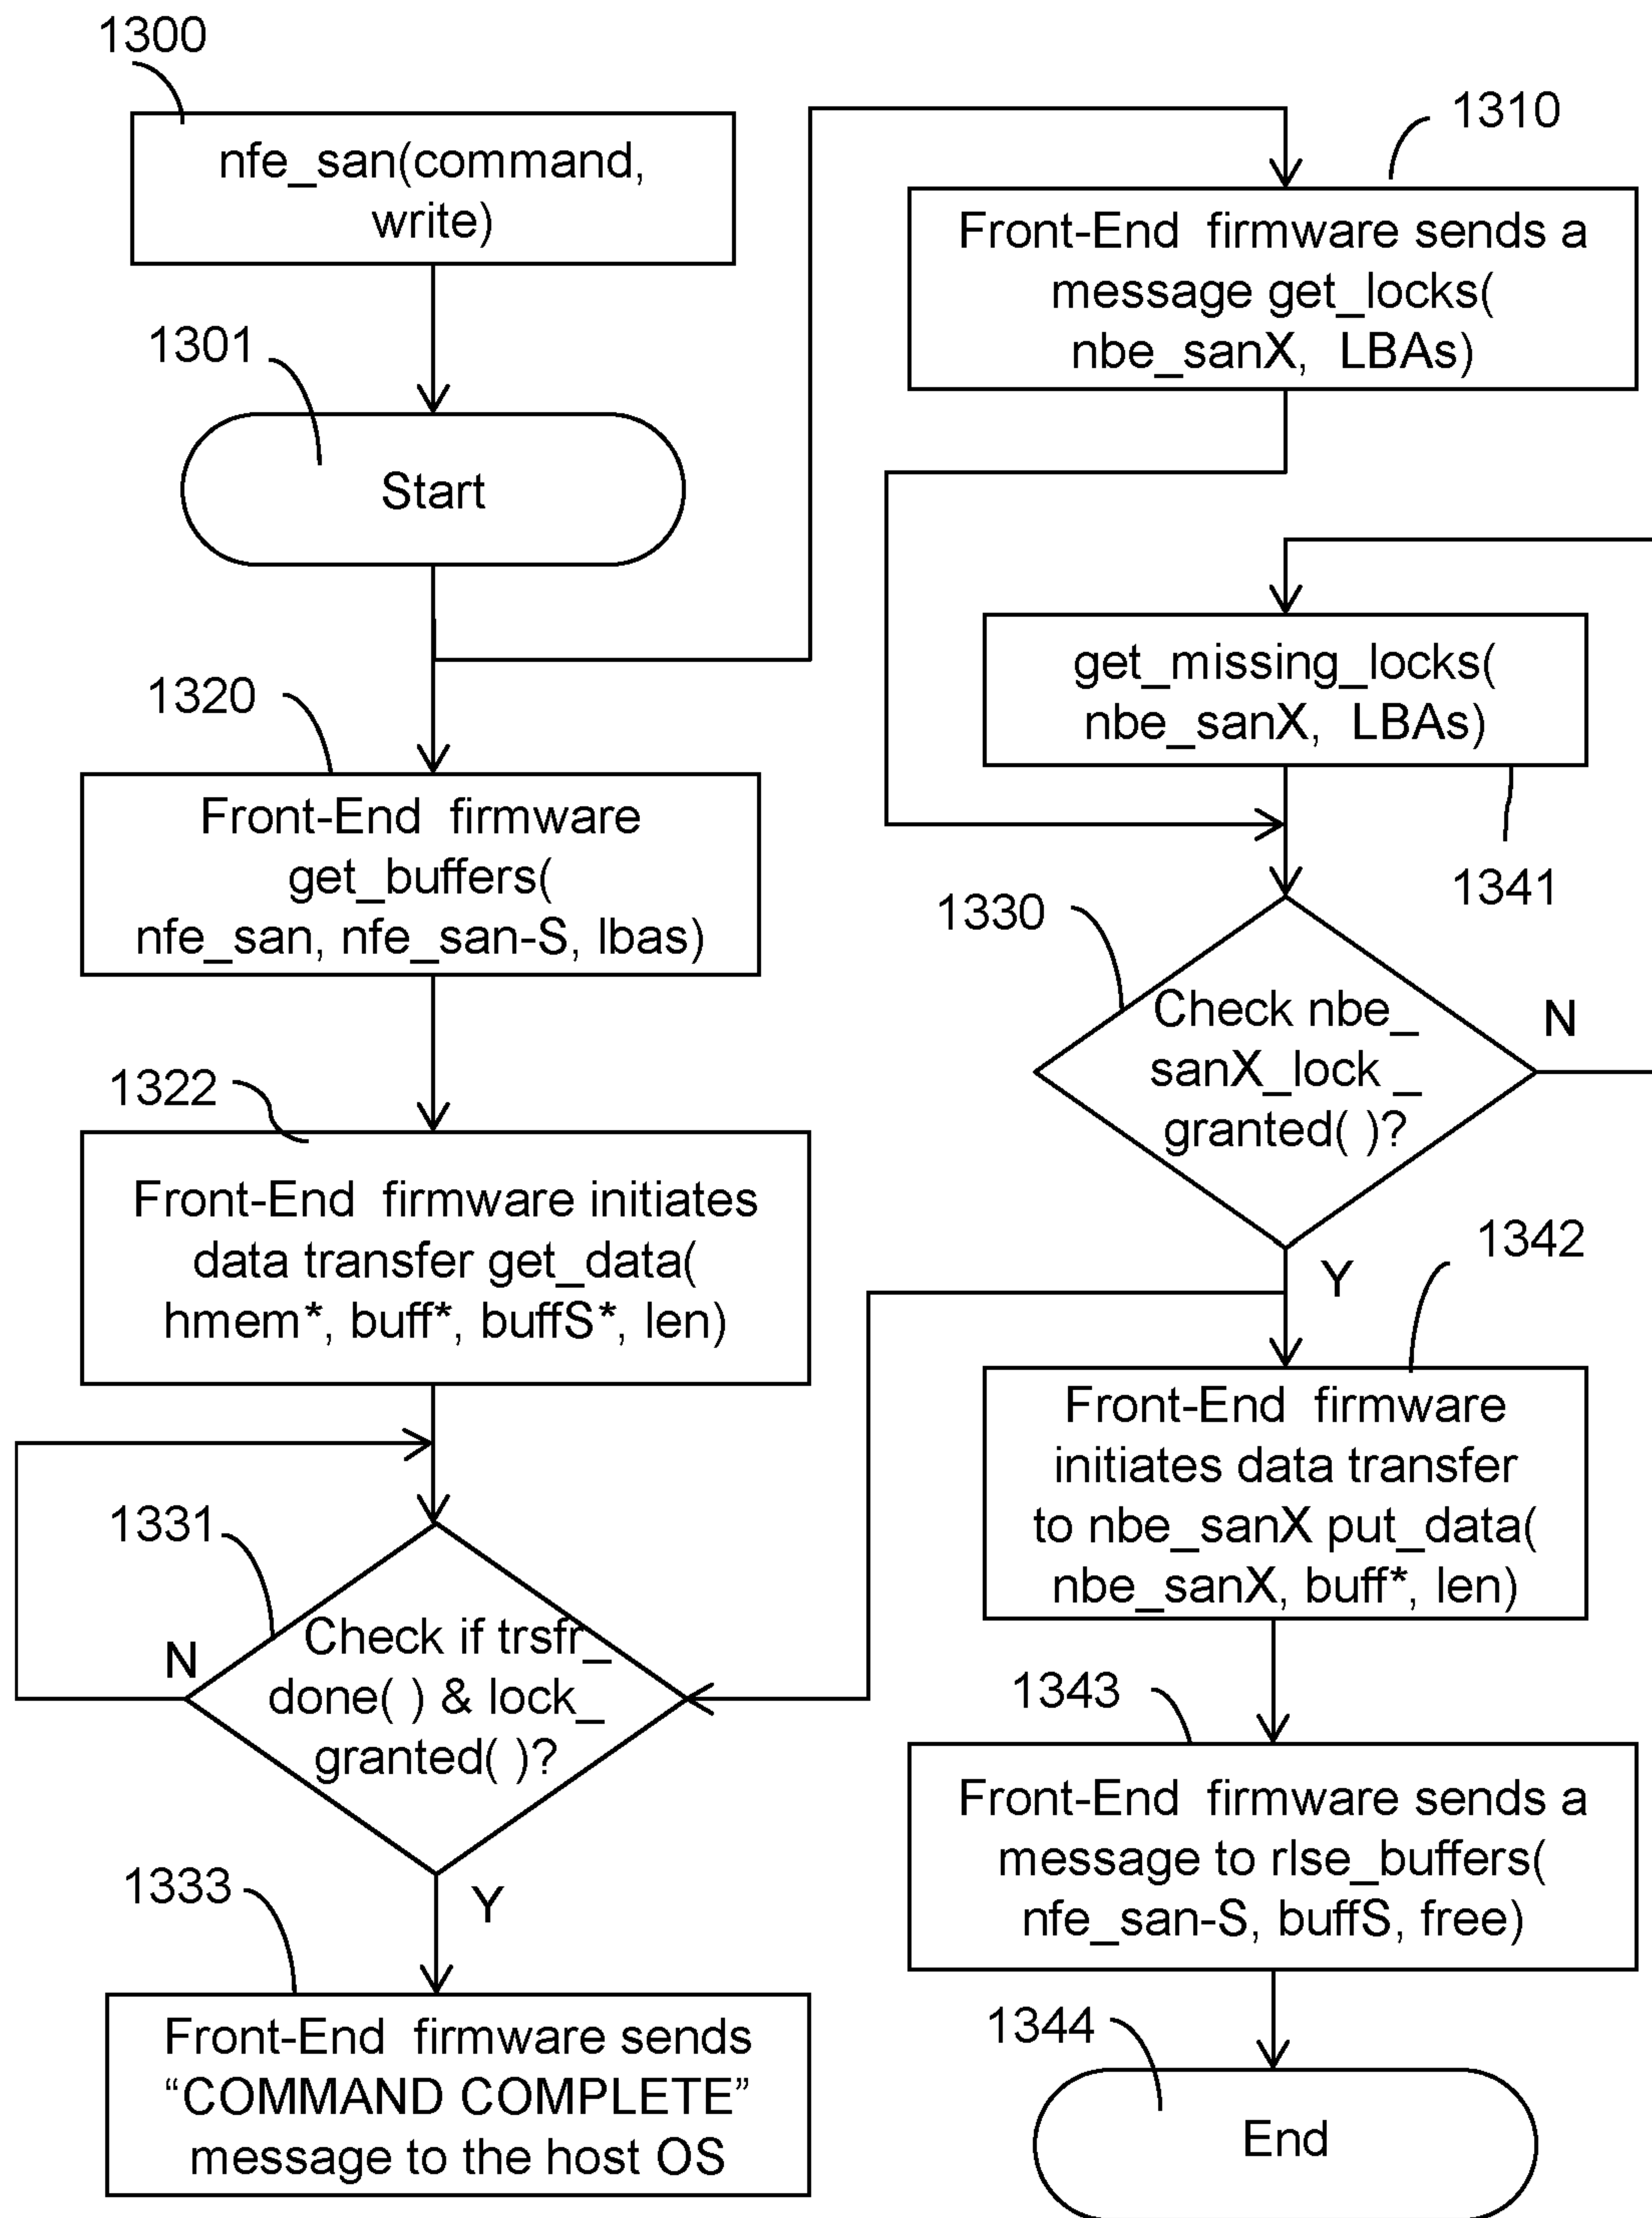 1300
nfe_san(command,
write)
1301
Start
1320
Front-End firmware
get_buffers(
nfe_san, nfe_san-S, lbas)
1322
Front-End firmware initiates
data transfer get_data(
hmem*, buff*, buffS*, len)
1331
N
Check if trsfr_
done( ) & lock_
granted( )?
Y
1333
Front-End firmware sends
“COMMAND COMPLETE”
message to the host OS
1310
Front-End firmware sends a
message get_locks(
nbe_sanX, LBAs)
get_missing_locks(
nbe_sanX, LBAs)
1341
1330
Check nbe_
sanX_lock _
granted( )?
N
Y
1342
Front-End firmware
initiates data transfer
to nbe_sanX put_data(
nbe_sanX, buff*, len)
1343
Front-End firmware sends a
message to rlse_buffers(
nfe_san-S, buffS, free)
1344
End